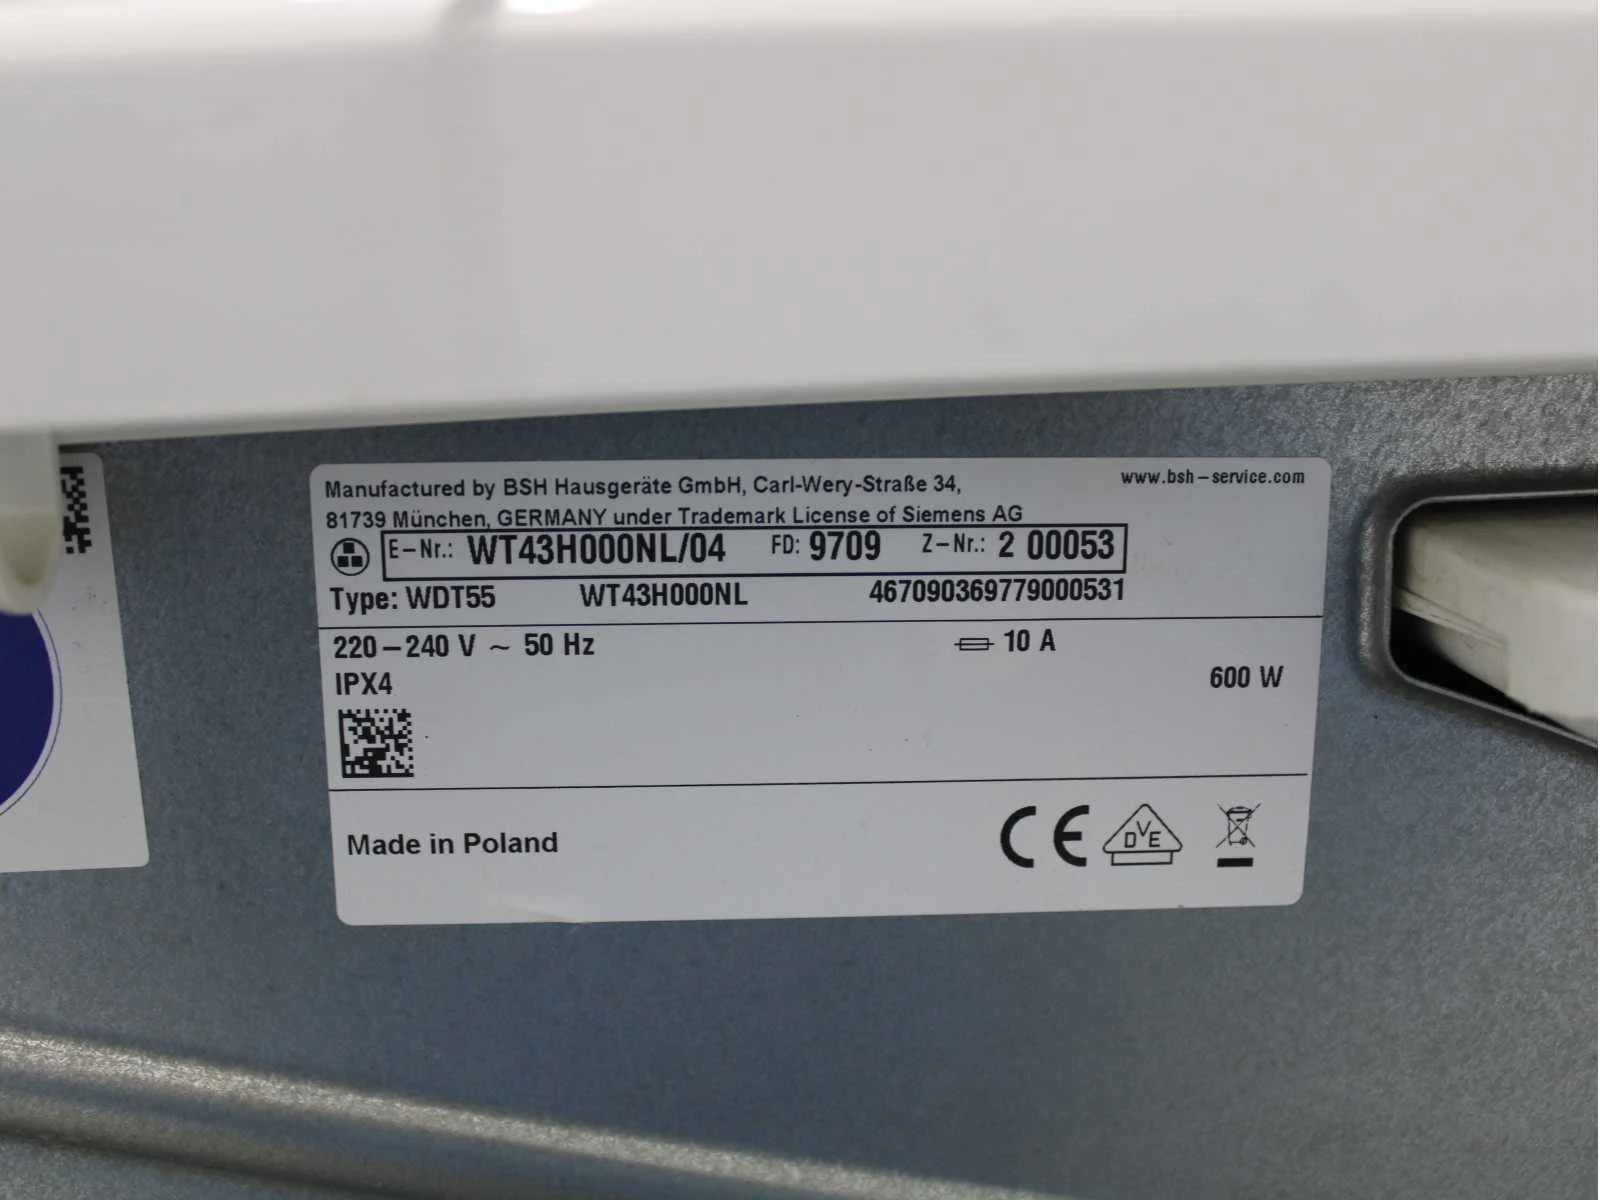 Manufactured by BSH Hausgeräte GmbH, Carl-Wery-Straße 34,
www.bsh-service.com
81739 München, GERMANY under Trademark License of Siemens AG
E-Nr.: WT43H000NL/04 FD: 9709 Z-Nr.: 2 00053
Type: WDT55 WT43H000NL 467090369779000531
220-240 V ~ 50 Hz 10 A
IPX4 600 W
Made in Poland CE DVE